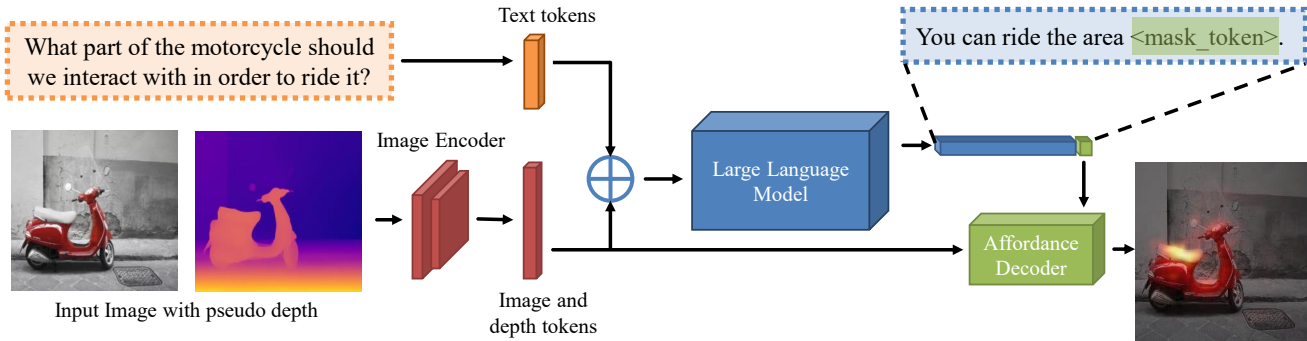 Text tokens
What part of the motorcycle should
we interact with in order to ride it?
You can ride the area <mask_token>.
Image Encoder
Large Language
Model
Affordance
Decoder
Input Image with pseudo depth
Image and
depth tokens